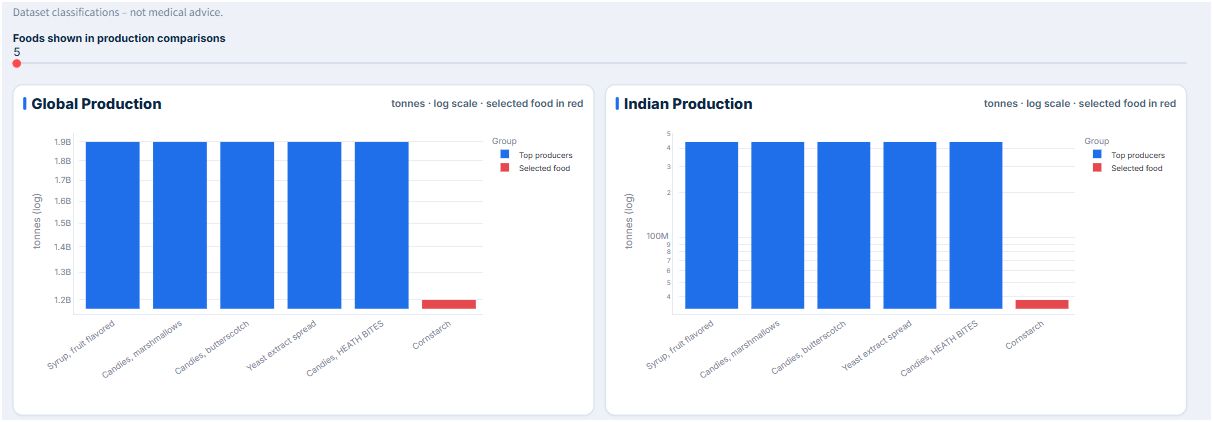 Dataset classifications – not medical advice.
Foods shown in production comparisons
5
Global Production
tonnes · log scale · selected food in red
tonnes (log)
1.9B
1.8B
1.7B
1.6B
1.5B
1.4B
1.3B
1.2B
Syrup, fruit flavored
Candies, marshmallows
Candies, butterscotch
Yeast extract spread
Candies, HEATH BITES
Cornstarch
Group
Top producers
Selected food
Indian Production
tonnes · log scale · selected food in red
tonnes (log)
5
4
3
2
100M
9
8
7
6
5
4
Syrup, fruit flavored
Candies, marshmallows
Candies, butterscotch
Yeast extract spread
Candies, HEATH BITES
Cornstarch
Group
Top producers
Selected food